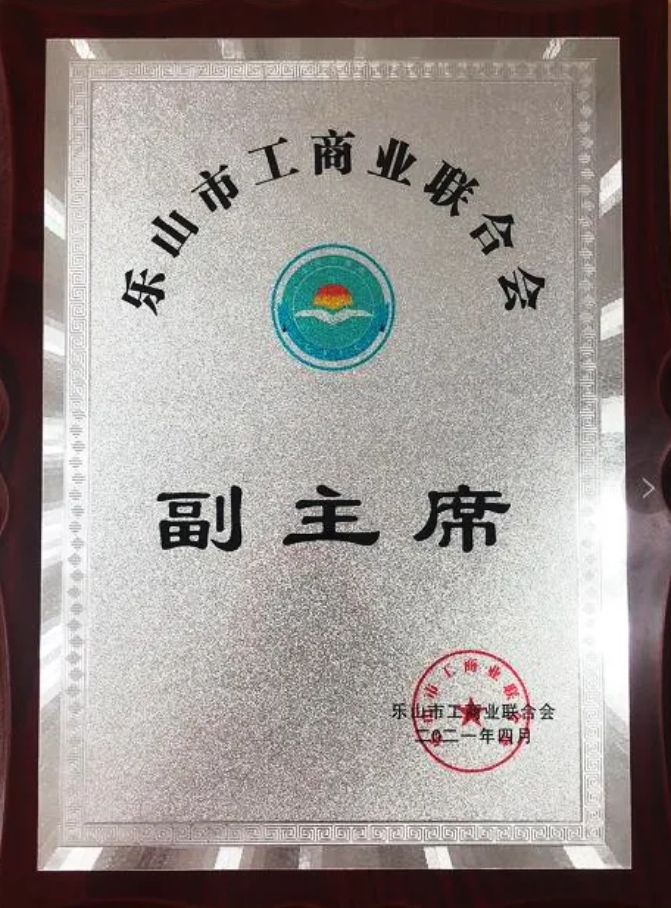 乐山市工商业联合会
副主席
乐山市工商业联合会
二〇二一年四月